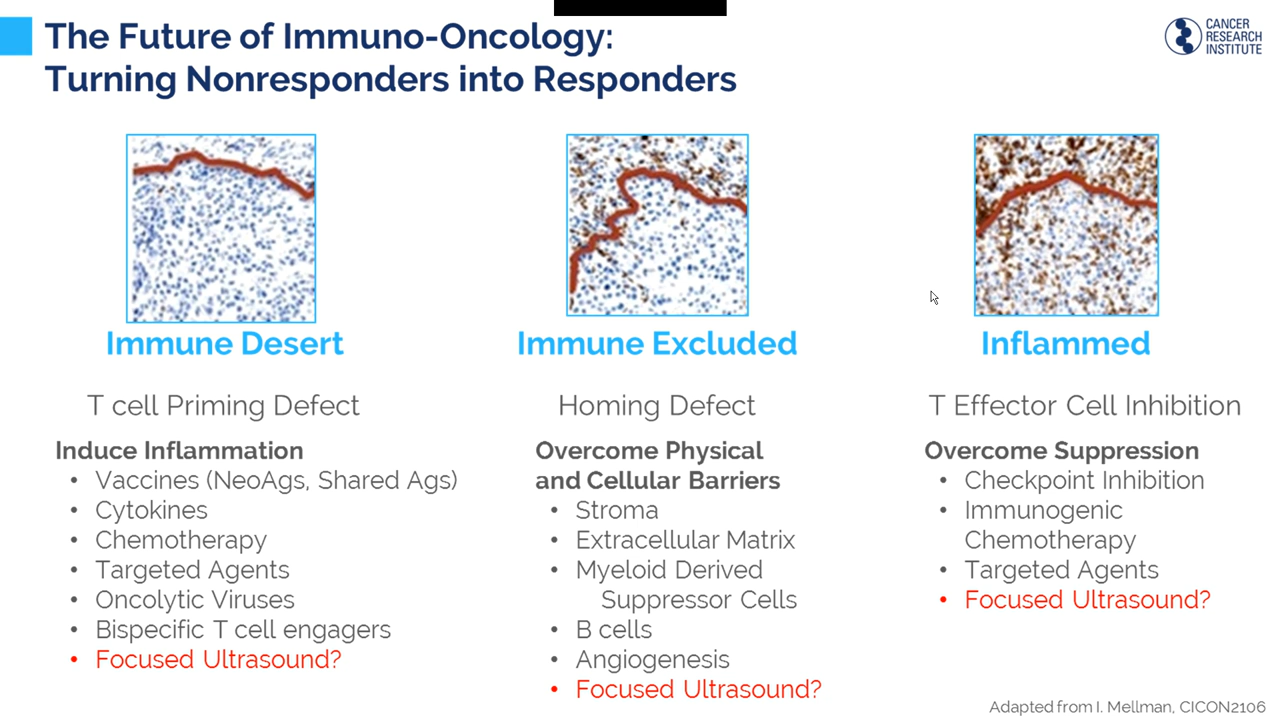 The Future of Immuno-Oncology:
Turning Nonresponders into Responders
CANCER
RESEARCH
INSTITUTE
Immune Desert
T cell Priming Defect
Induce Inflammation
• Vaccines (NeoAgs, Shared Ags)
• Cytokines
• Chemotherapy
• Targeted Agents
• Oncolytic Viruses
• Bispecific T cell engagers
• Focused Ultrasound?
Immune Excluded
Homing Defect
Overcome Physical
and Cellular Barriers
• Stroma
• Extracellular Matrix
• Myeloid Derived
Suppressor Cells
• B cells
• Angiogenesis
• Focused Ultrasound?
Inflammed
T Effector Cell Inhibition
Overcome Suppression
• Checkpoint Inhibition
• Immunogenic
Chemotherapy
• Targeted Agents
• Focused Ultrasound?
Adapted from I. Mellman, CICON2106